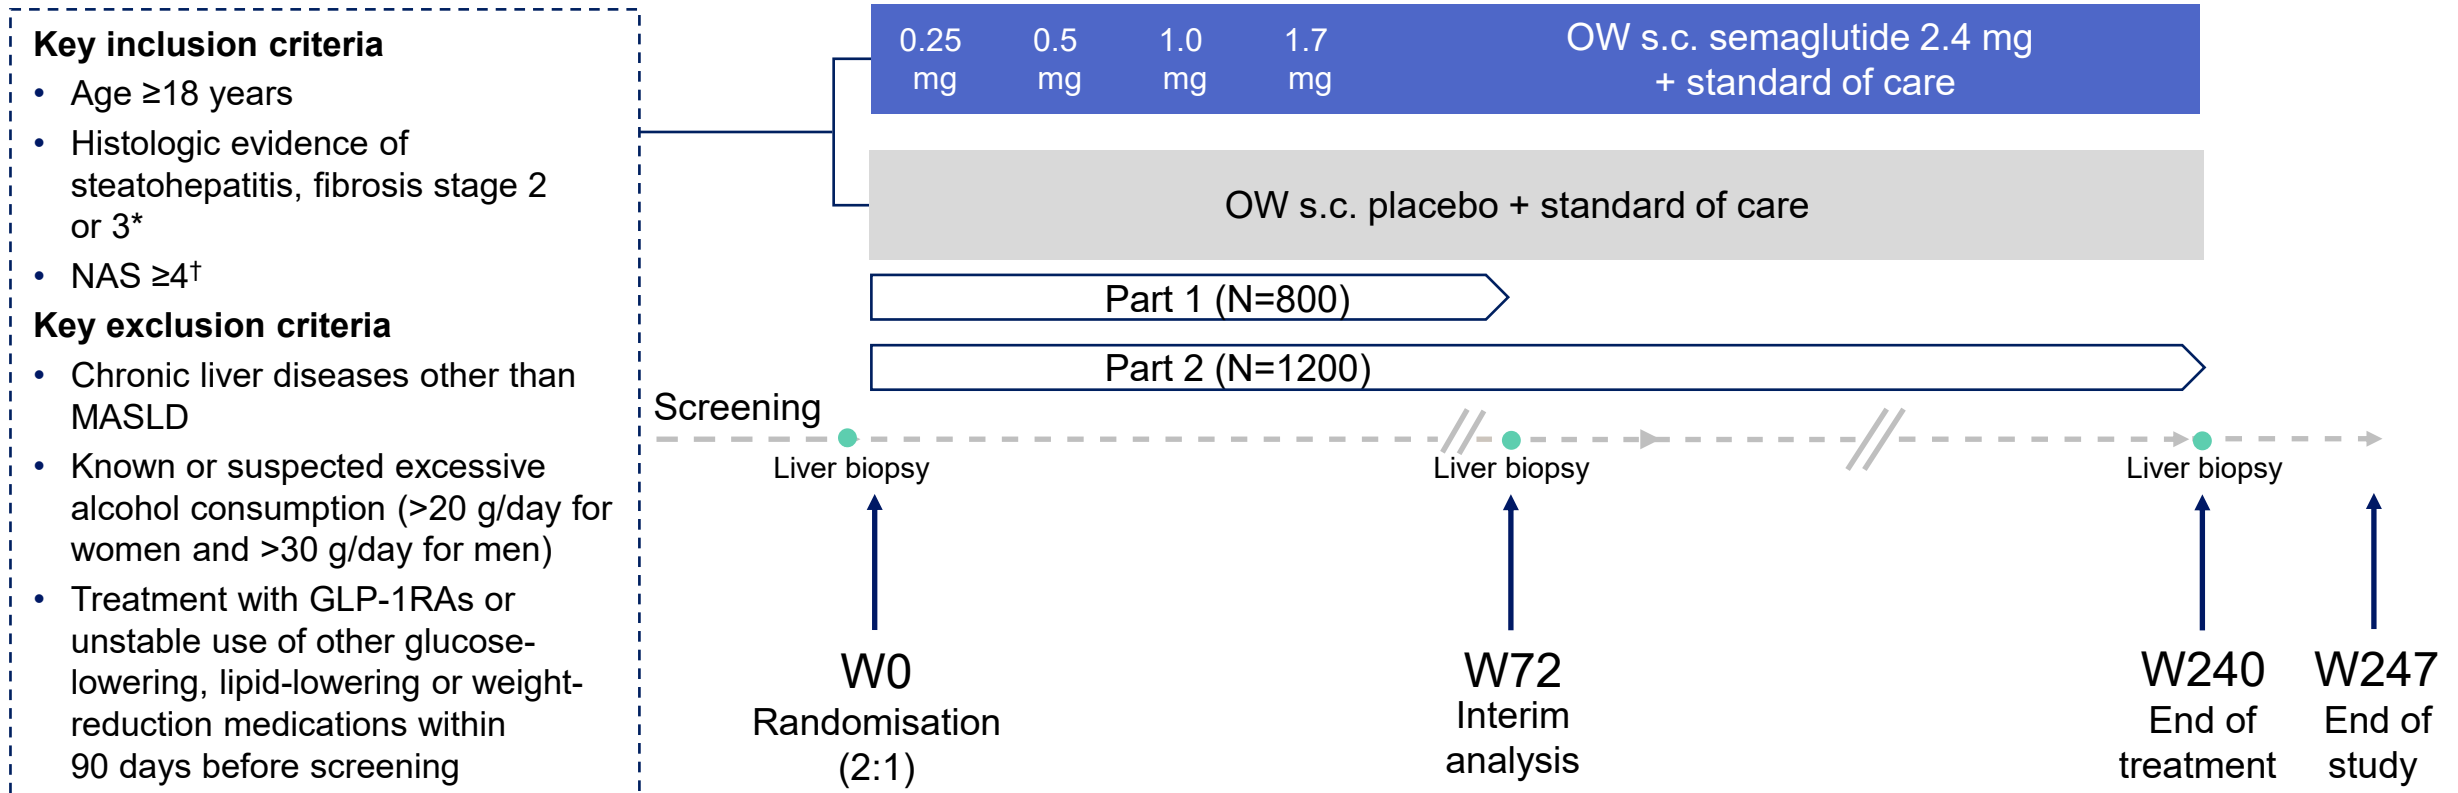 Key inclusion criteria
• Age ≥18 years
• Histologic evidence of
steatohepatitis, fibrosis stage 2
or 3*
• NAS ≥4†
Key exclusion criteria
• Chronic liver diseases other than
MASLD
• Known or suspected excessive
alcohol consumption (>20 g/day for
women and >30 g/day for men)
• Treatment with GLP-1RAs or
unstable use of other glucose-
lowering, lipid-lowering or weight-
reduction medications within
90 days before screening
0.25
mg
0.5
mg
1.0
mg
1.7
mg
OW s.c. semaglutide 2.4 mg
+ standard of care
OW s.c. placebo + standard of care
Part 1 (N=800)
Part 2 (N=1200)
Screening
Liver biopsy
Liver biopsy
Liver biopsy
W0
Randomisation
(2:1)
W72
Interim
analysis
W240
End of
treatment
W247
End of
study